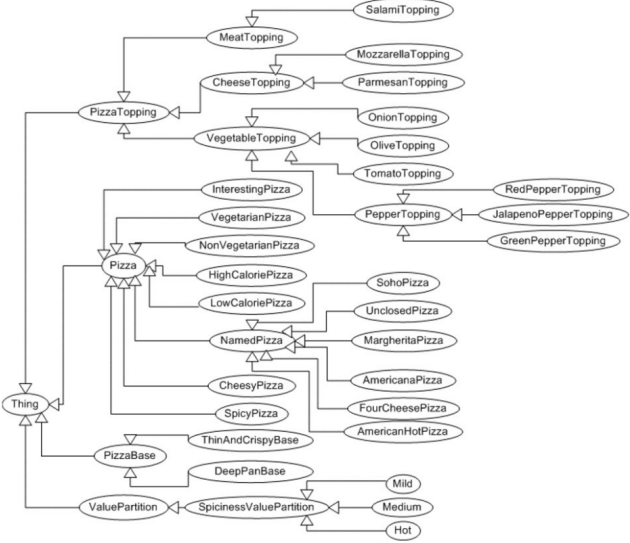 SalamiTopping
MeatTopping
MozzarellaTopping
CheeseTopping
ParmesanTopping
PizzaTopping
OnionTopping
VegetableTopping
OliveTopping
TomatoTopping
InterestingPizza
RedPepperTopping
VegetarianPizza
PepperTopping
JalapenoPepperTopping
NonVegetarianPizza
GreenPepperTopping
Pizza
HighCaloriePizza
SohoPizza
LowCaloriePizza
UnclosedPizza
NamedPizza
MargheritaPizza
CheesyPizza
AmericanaPizza
Thing
FourCheesePizza
SpicyPizza
AmericanHotPizza
ThinAndCrispyBase
PizzaBase
DeepPanBase
Mild
ValuePartition
SpicinessValuePartition
Medium
Hot